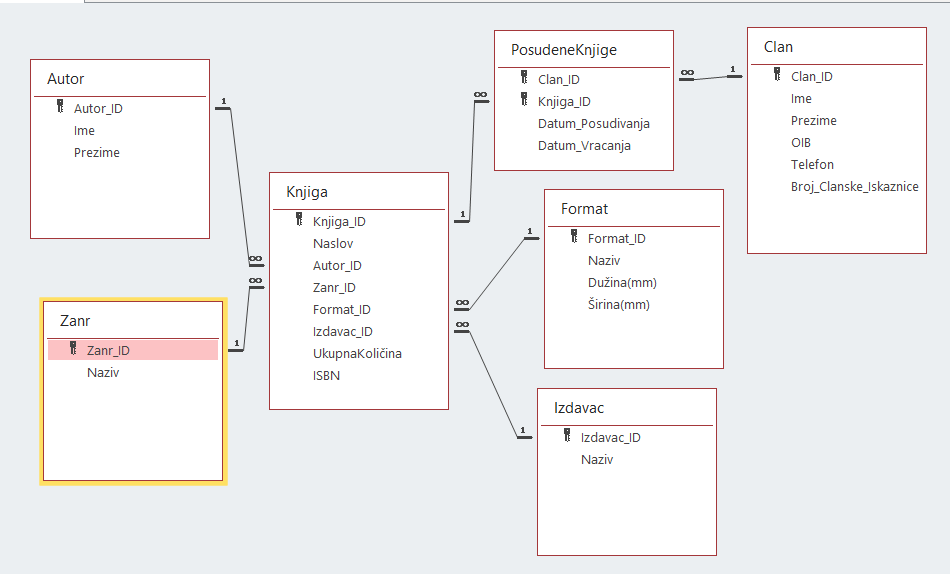 Autor
Autor_ID
Ime
Prezime
1
∞
Zanr
Zanr_ID
Naziv
1
∞
Knjiga
Knjiga_ID
Naslov
Autor_ID
Zanr_ID
Format_ID
Izdavac_ID
UkupnaKoličina
ISBN
1
∞
PosudeneKnjige
Clan_ID
Knjiga_ID
Datum_Posudivanja
Datum_Vracanja
∞
1
Clan
Clan_ID
Ime
Prezime
OIB
Telefon
Broj_Clanske_Iskaznice
∞
1
Format
Format_ID
Naziv
Dužina(mm)
Širina(mm)
∞
1
Izdavac
Izdavac_ID
Naziv